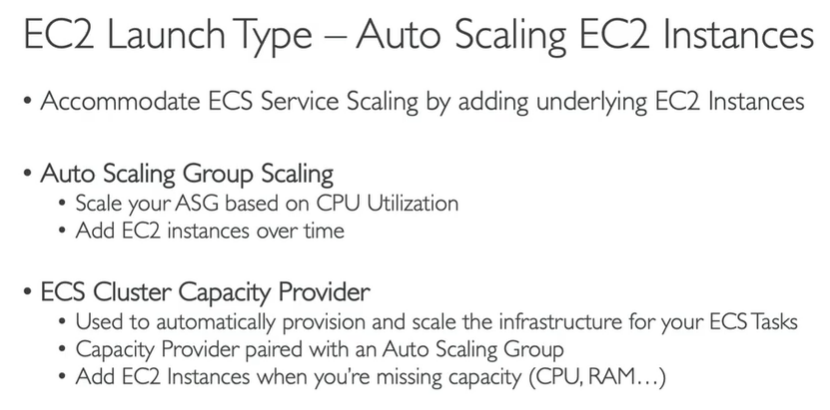 EC2 Launch Type – Auto Scaling EC2 Instances
• Accommodate ECS Service Scaling by adding underlying EC2 Instances
• Auto Scaling Group Scaling
• Scale your ASG based on CPU Utilization
• Add EC2 instances over time
• ECS Cluster Capacity Provider
• Used to automatically provision and scale the infrastructure for your ECS Tasks
• Capacity Provider paired with an Auto Scaling Group
• Add EC2 Instances when you're missing capacity (CPU, RAM…)